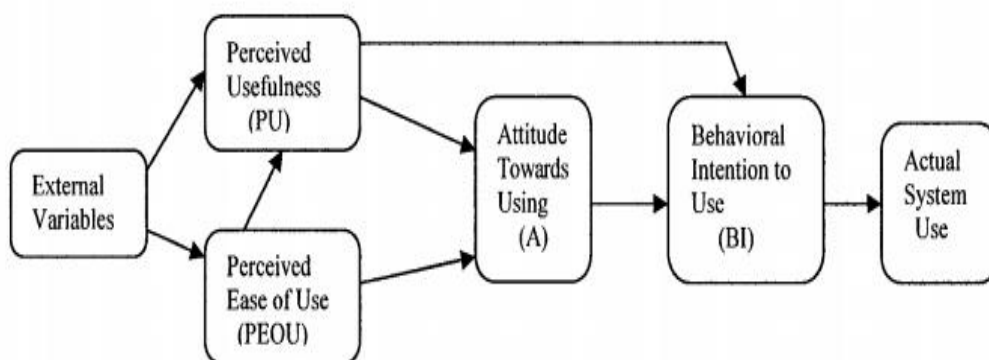 External
Variables
Perceived
Usefulness
(PU)
Perceived
Ease of Use
(PEOU)
Attitude
Towards
Using
(A)
Behavioral
Intention to
Use
(BI)
Actual
System
Use